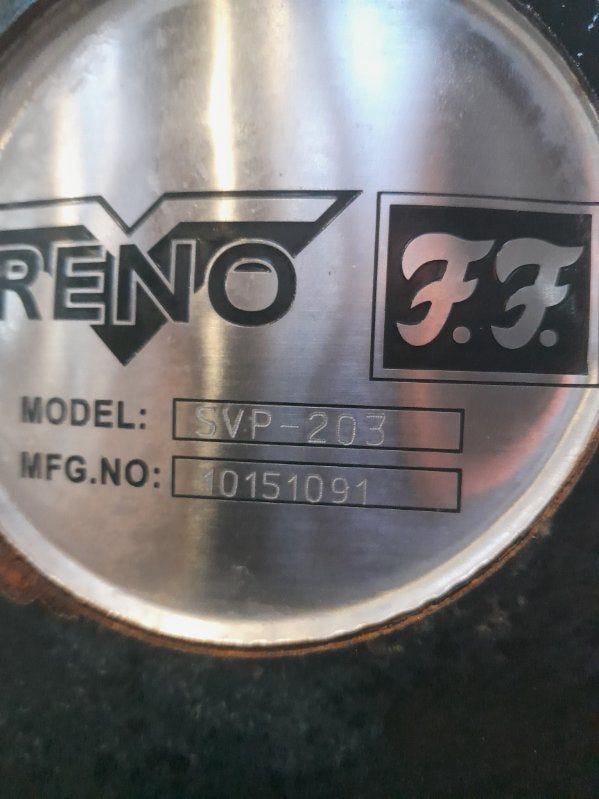 RENO
F.F.
MODEL: SVP-203
MFG.NO: 10151091